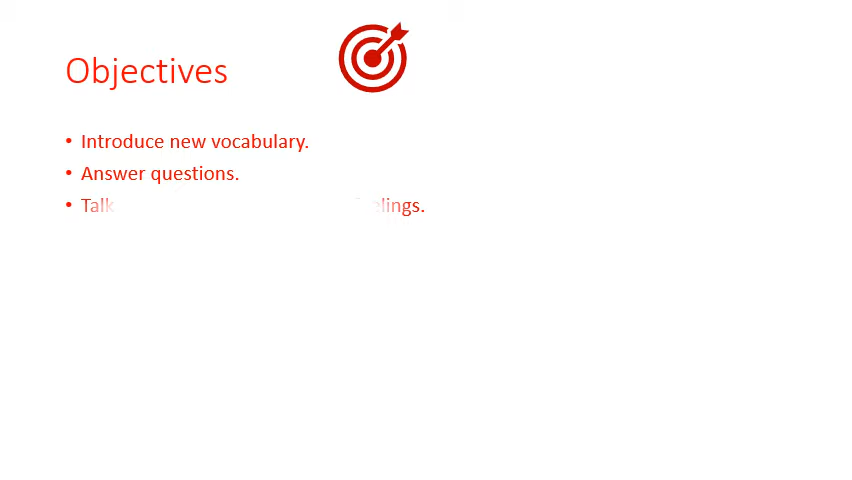 Objectives
• Introduce new vocabulary.
• Answer questions.
• Talk